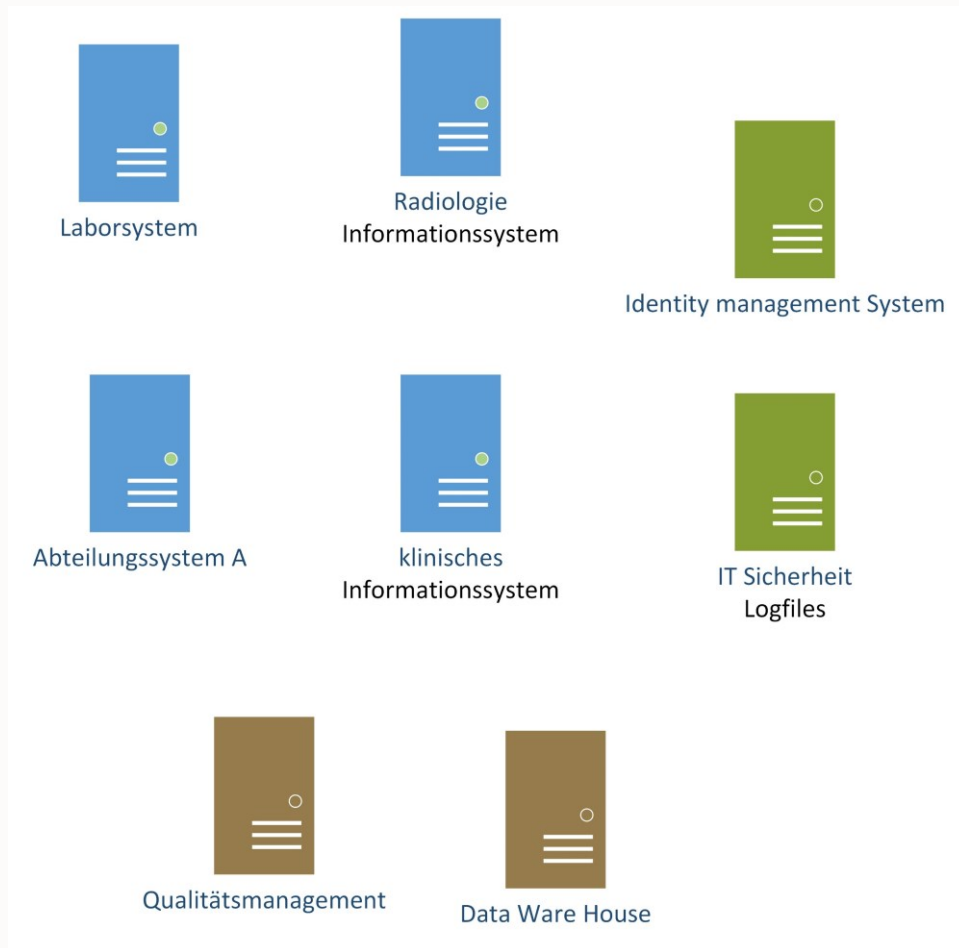 Laborsystem
Radiologie
Informationssystem
Identity management System
Abteilungssystem A
klinisches
Informationssystem
IT Sicherheit
Logfiles
Qualitätsmanagement
Data Ware House